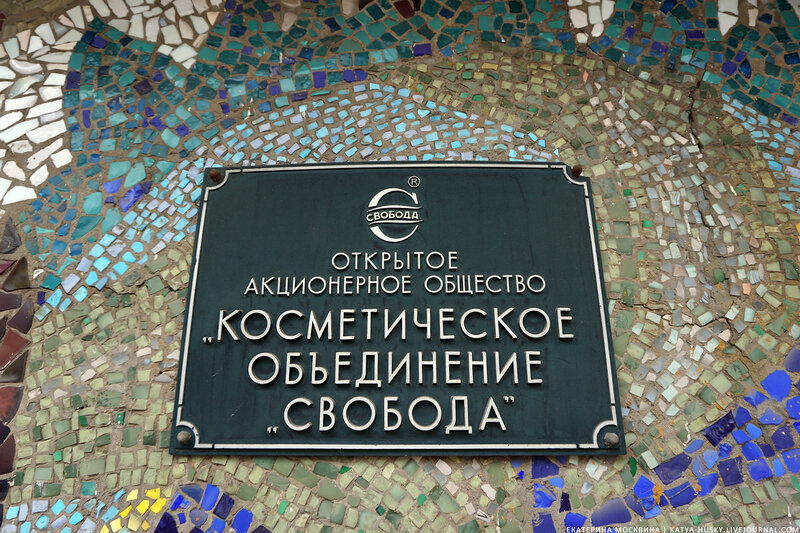 ®
СВОБОДА
ОТКРЫТОЕ
АКЦИОНЕРНОЕ ОБЩЕСТВО
„КОСМЕТИЧЕСКОЕ
ОБЪЕДИНЕНИЕ
„СВОБОДА”
ЕКАТЕРИНА МОСКВИНА | KATYA-HUSKY.LIVEJOURNAL.COM